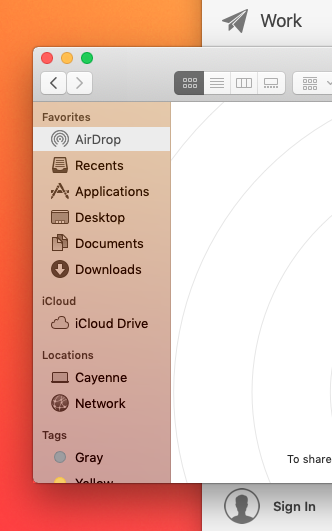 Work
Favorites
AirDrop
Recents
Applications
Desktop
Documents
Downloads
iCloud
iCloud Drive
Locations
Cayenne
Network
Tags
Gray
Yellow
To share
Sign In